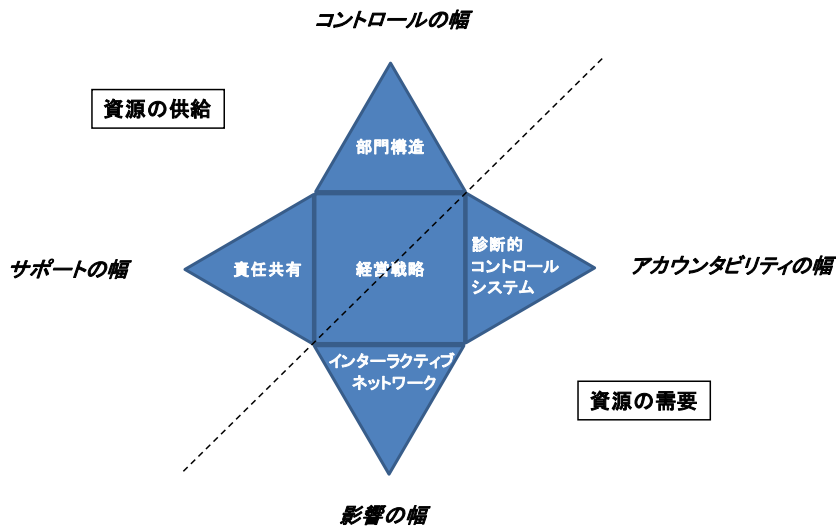 コントロールの幅
資源の供給
部門構造
サポートの幅
責任共有
経営戦略
診断的
コントロール
システム
アカウンタビリティの幅
インターラクティブ
ネットワーク
資源の需要
影響の幅